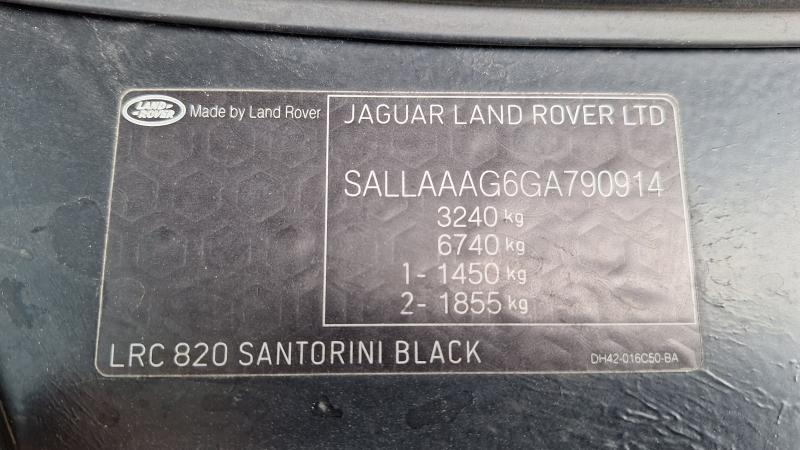 LAND ROVER
Made by Land Rover
JAGUAR LAND ROVER LTD
SALLAAAG6GA790914
3240 kg
6740 kg
1- 1450 kg
2- 1855 kg
LRC 820 SANTORINI BLACK
DH42-016C50-BA